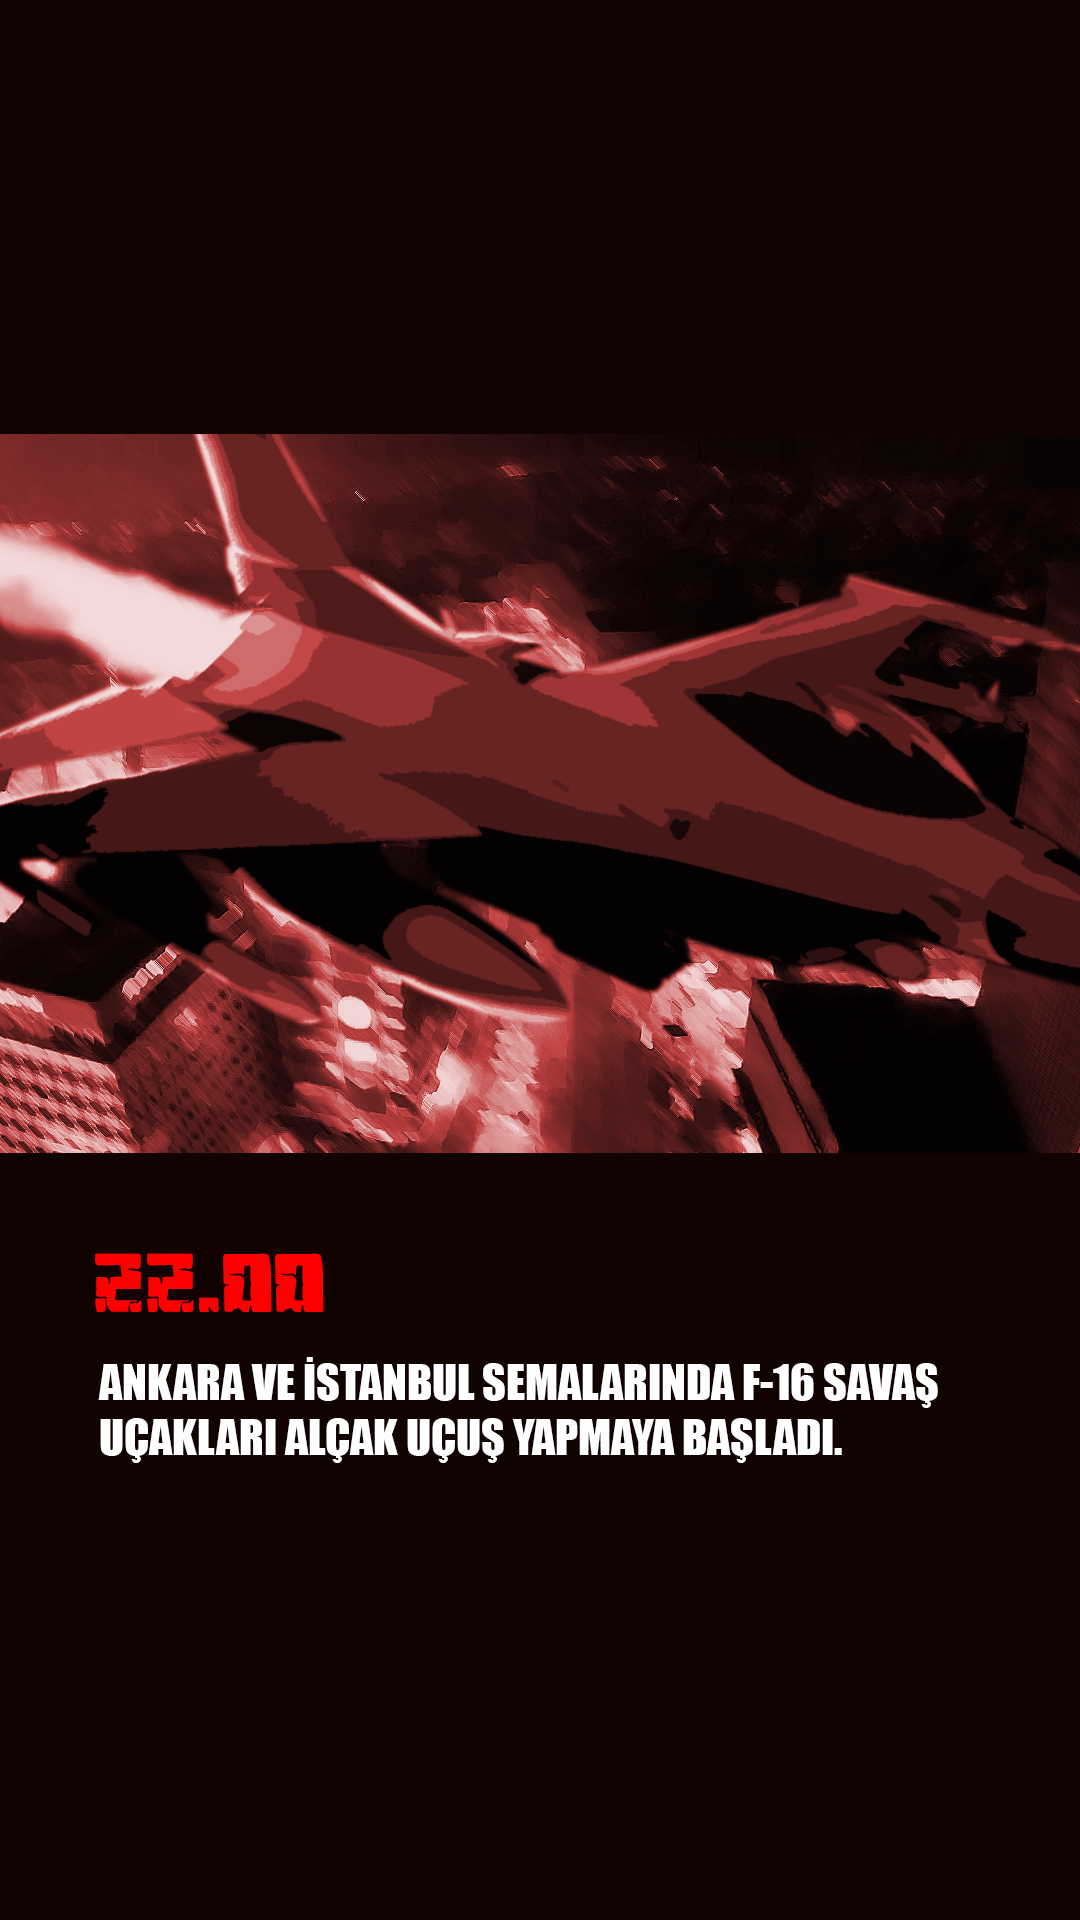 22.00
ANKARA VE İSTANBUL SEMALARINDA F-16 SAVAŞ
UÇAKLARI ALÇAK UÇUŞ YAPMAYA BAŞLADI.